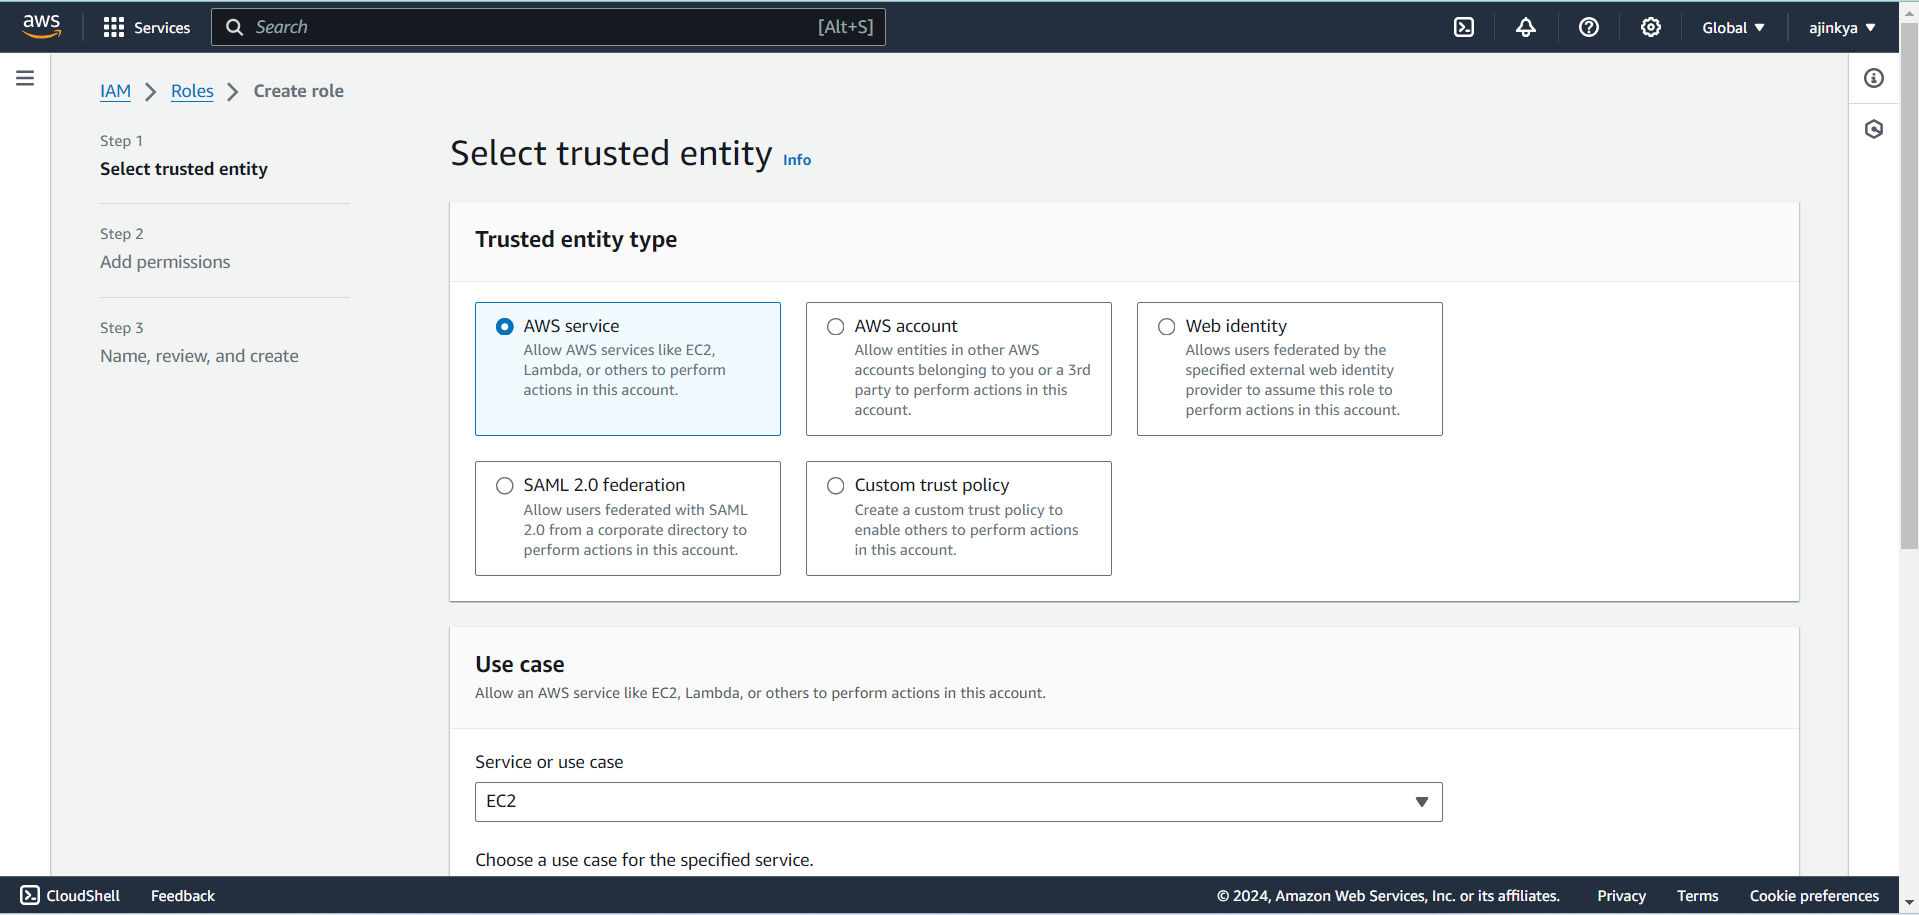 aws
Services
Search
[Alt+S]
Global
ajinkya
IAM
Roles
Create role
Step 1
Select trusted entity
Step 2
Add permissions
Step 3
Name, review, and create
Select trusted entity Info
Trusted entity type
AWS service
Allow AWS services like EC2,
Lambda, or others to perform
actions in this account.
AWS account
Allow entities in other AWS
accounts belonging to you or a 3rd
party to perform actions in this
account.
Web identity
Allows users federated by the
specified external web identity
provider to assume this role to
perform actions in this account.
SAML 2.0 federation
Allow users federated with SAML
2.0 from a corporate directory to
perform actions in this account.
Custom trust policy
Create a custom trust policy to
enable others to perform actions
in this account.
Use case
Allow an AWS service like EC2, Lambda, or others to perform actions in this account.
Service or use case
EC2
Choose a use case for the specified service.
CloudShell
Feedback
© 2024, Amazon Web Services, Inc. or its affiliates.
Privacy
Terms
Cookie preferences